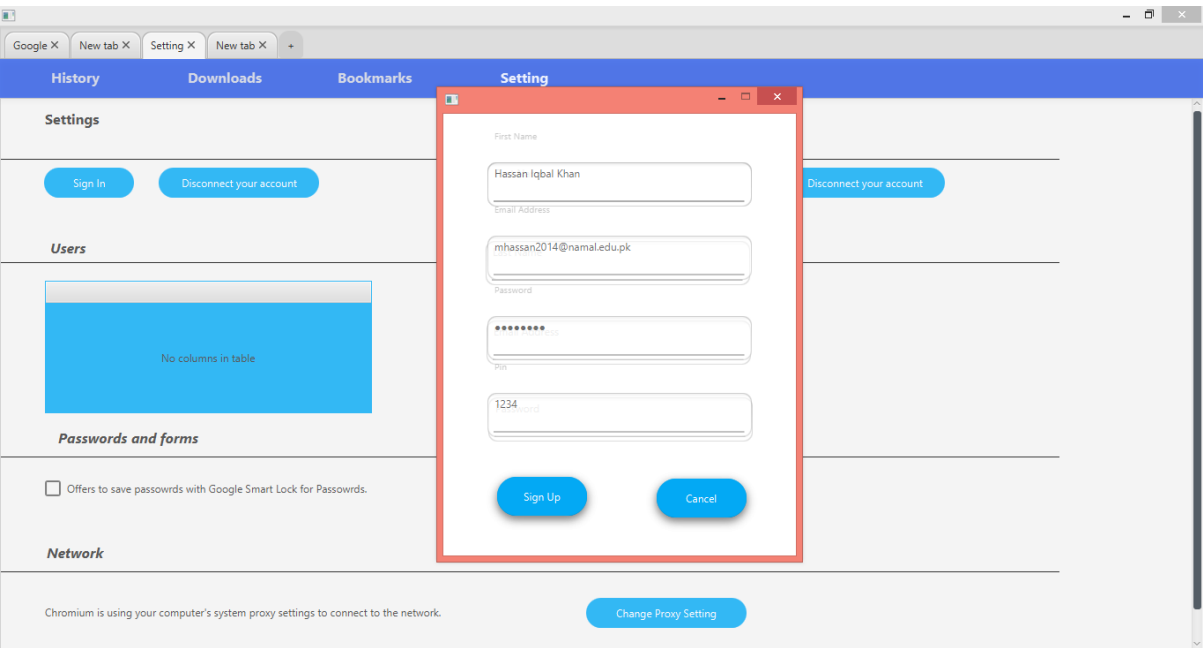 Google New tab Setting New tab +
History Downloads Bookmarks Setting
Settings
Sign In Disconnect your account Disconnect your account
Users
No columns in table
Passwords and forms
Offers to save passowrds with Google Smart Lock for Passowrds.
Network
Chromium is using your computer's system proxy settings to connect to the network. Change Proxy Setting
First Name
Hassan Iqbal Khan
Email Address
mhassan2014@namal.edu.pk
Password
••••••••
Pin
1234
Sign Up Cancel